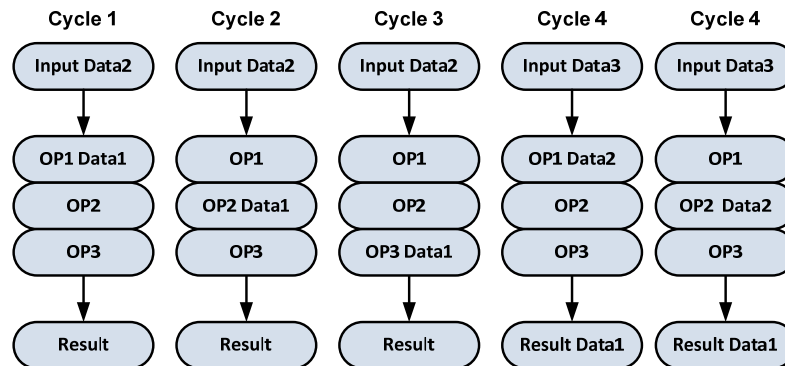 Cycle 1 Cycle 2 Cycle 3 Cycle 4 Cycle 4
Input Data2 Input Data2 Input Data2 Input Data3 Input Data3
OP1 Data1 OP1 OP1 OP1 Data2 OP1
OP2 OP2 Data1 OP2 OP2 OP2 Data2
OP3 OP3 OP3 Data1 OP3 OP3
Result Result Result Result Data1 Result Data1